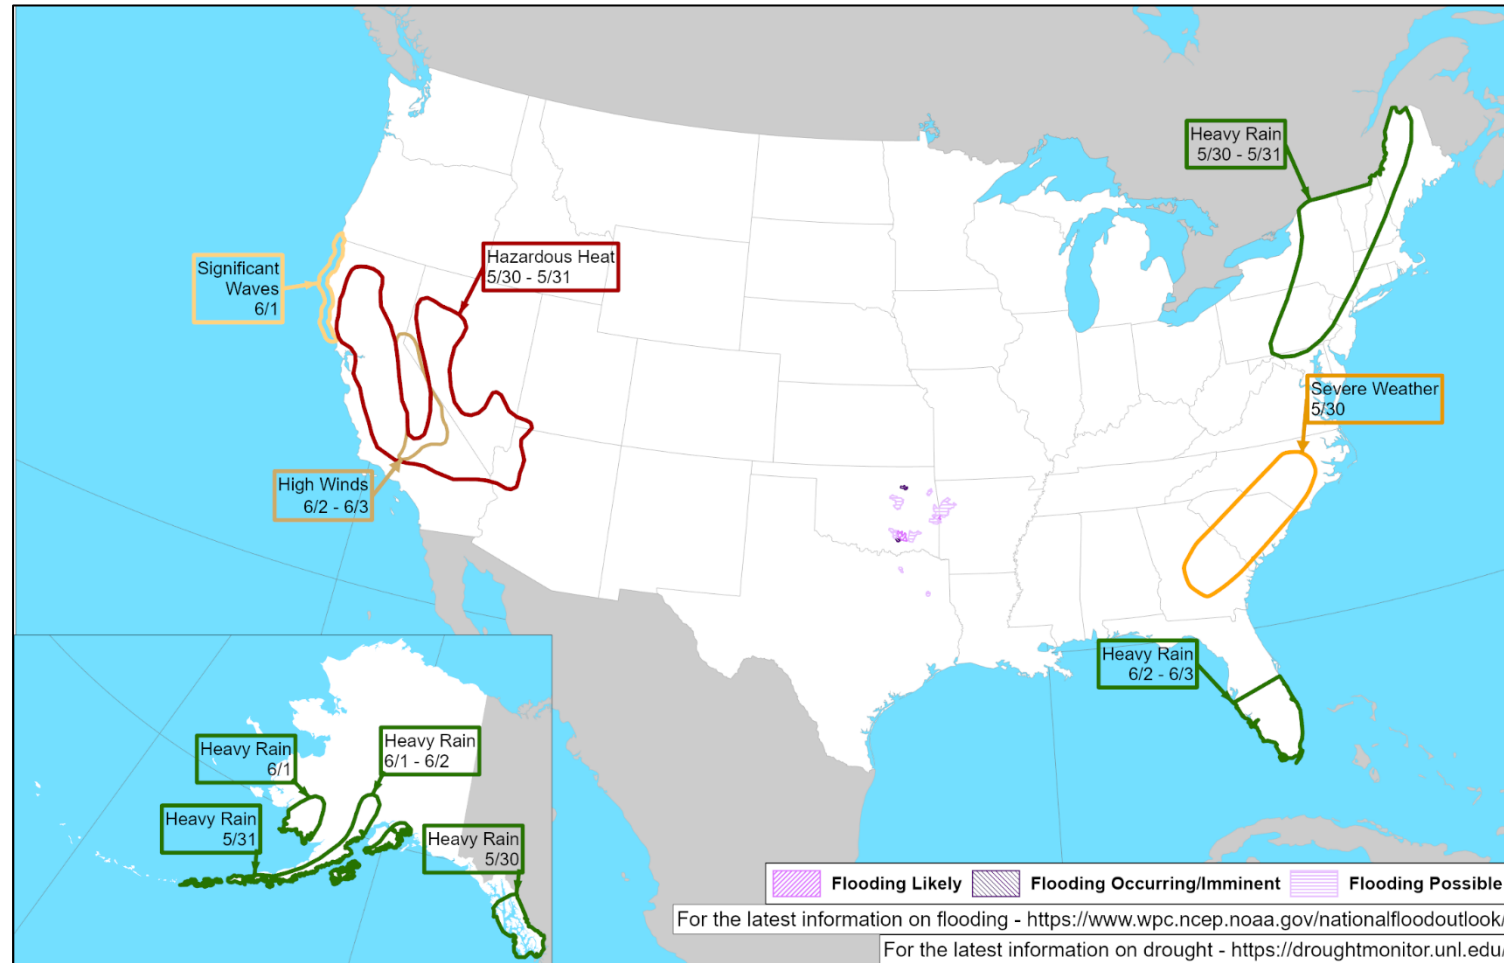 Heavy Rain
5/30 - 5/31
Significant
Waves
6/1
Hazardous Heat
5/30 - 5/31
Severe Weather
5/30
High Winds
6/2 - 6/3
Heavy Rain
6/2 - 6/3
Heavy Rain
6/1
Heavy Rain
6/1 - 6/2
Heavy Rain
5/31
Heavy Rain
5/30
Flooding Likely
Flooding Occurring/Imminent
Flooding Possible
For the latest information on flooding - https://www.wpc.ncep.noaa.gov/nationalfloodoutlook/
For the latest information on drought - https://droughtmonitor.unl.edu/